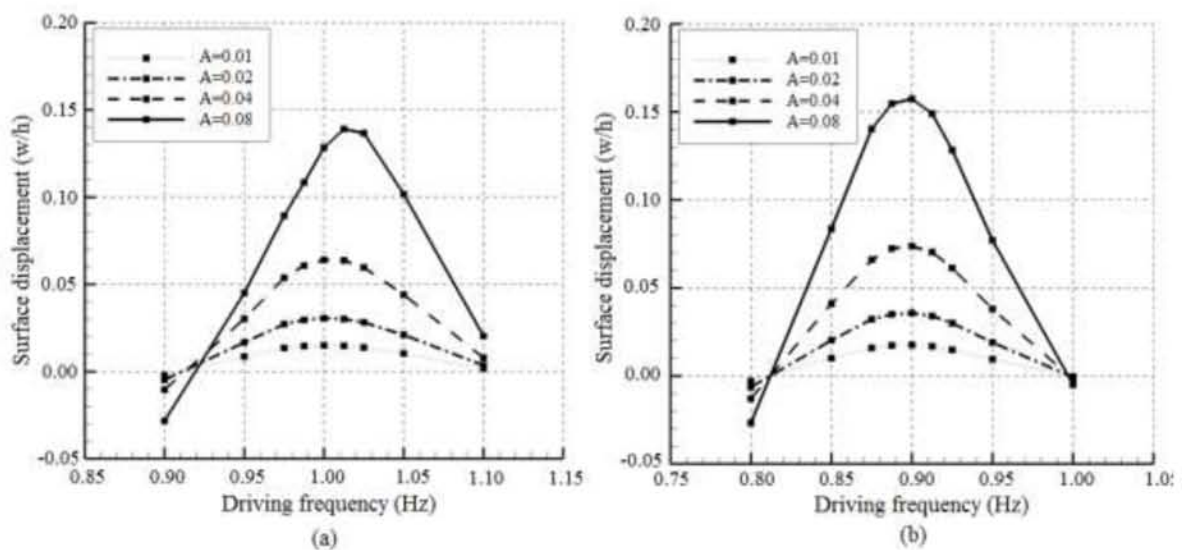 0.20
0.15
0.10
0.05
0.00
-0.05
Surface displacement (w/h)
A=0.01
A=0.02
A=0.04
A=0.08
0.85 0.90 0.95 1.00 1.05 1.10 1.15
Driving frequency (Hz)
(a)
0.20
0.15
0.10
0.05
0.00
-0.05
Surface displacement (w/h)
A=0.01
A=0.02
A=0.04
A=0.08
0.75 0.80 0.85 0.90 0.95 1.00 1.0
Driving frequency (Hz)
(b)